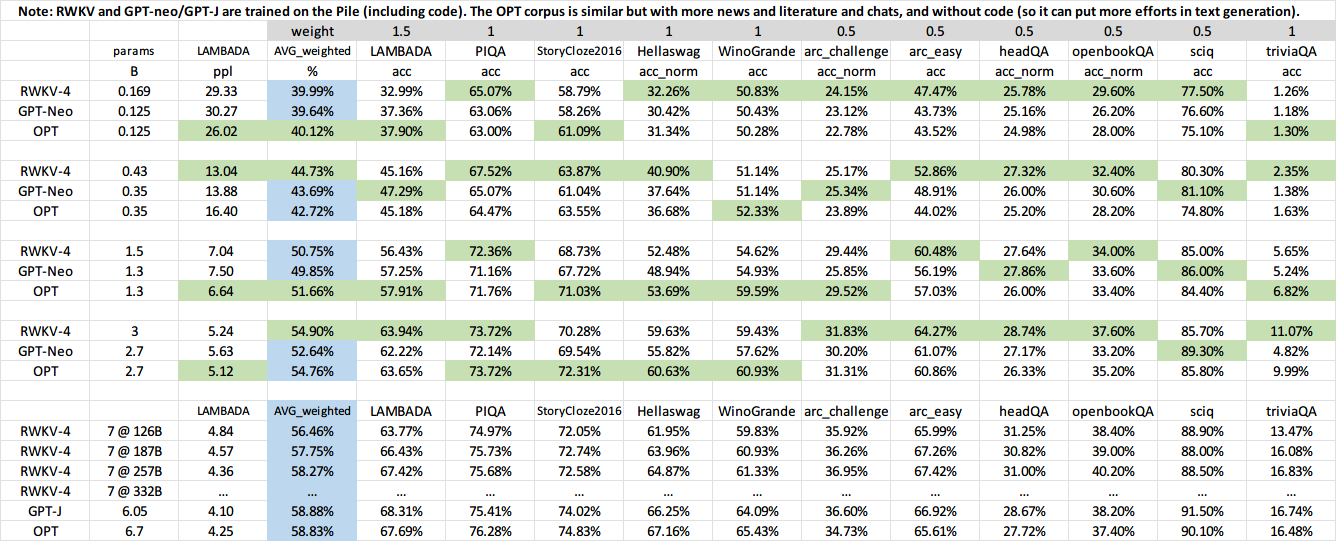 Note: RWKV and GPT-neo/GPT-J are trained on the Pile (including code). The OPT corpus is similar but with more news and literature and chats, and without code (so it can put more efforts in text generation).
weight 1.5 1 1 1 1 0.5 0.5 0.5 0.5 0.5 1
params LAMBADA AVG_weighted LAMBADA PIQA StoryCloze2016 Hellaswag WinoGrande arc_challenge arc_easy headQA openbookQA sciq triviaQA
B ppl % acc acc acc acc_norm acc acc_norm acc acc_norm acc_norm acc acc
RWKV-4 0.169 29.33 39.99% 32.99% 65.07% 58.79% 32.26% 50.83% 24.15% 47.47% 25.78% 29.60% 77.50% 1.26%
GPT-Neo 0.125 30.27 39.64% 37.36% 63.06% 58.26% 30.42% 50.43% 23.12% 43.73% 25.16% 26.20% 76.60% 1.18%
OPT 0.125 26.02 40.12% 37.90% 63.00% 61.09% 31.34% 50.28% 22.78% 43.52% 24.98% 28.00% 75.10% 1.30%
RWKV-4 0.43 13.04 44.73% 45.16% 67.52% 63.87% 40.90% 51.14% 25.17% 52.86% 27.32% 32.40% 80.30% 2.35%
GPT-Neo 0.35 13.88 43.69% 47.29% 65.07% 61.04% 37.64% 51.14% 25.34% 48.91% 26.00% 30.60% 81.10% 1.38%
OPT 0.35 16.40 42.72% 45.18% 64.47% 63.55% 36.68% 52.33% 23.89% 44.02% 25.20% 28.20% 74.80% 1.63%
RWKV-4 1.5 7.04 50.75% 56.43% 72.36% 68.73% 52.48% 54.62% 29.44% 60.48% 27.64% 34.00% 85.00% 5.65%
GPT-Neo 1.3 7.50 49.85% 57.25% 71.16% 67.72% 48.94% 54.93% 25.85% 56.19% 27.86% 33.60% 86.00% 5.24%
OPT 1.3 6.64 51.66% 57.91% 71.76% 71.03% 53.69% 59.59% 29.52% 57.03% 26.00% 33.40% 84.40% 6.82%
RWKV-4 3 5.24 54.90% 63.94% 73.72% 70.28% 59.63% 59.43% 31.83% 64.27% 28.74% 37.60% 85.70% 11.07%
GPT-Neo 2.7 5.63 52.64% 62.22% 72.14% 69.54% 55.82% 57.62% 30.20% 61.07% 27.17% 33.20% 89.30% 4.82%
OPT 2.7 5.12 54.76% 63.65% 73.72% 72.31% 60.63% 60.93% 31.31% 60.86% 26.33% 35.20% 85.80% 9.99%
LAMBADA AVG_weighted LAMBADA PIQA StoryCloze2016 Hellaswag WinoGrande arc_challenge arc_easy headQA openbookQA sciq triviaQA
RWKV-4 7 @ 126B 4.84 56.46% 63.77% 74.97% 72.05% 61.95% 59.83% 35.92% 65.99% 31.25% 38.40% 88.90% 13.47%
RWKV-4 7 @ 187B 4.57 57.75% 66.43% 75.73% 72.74% 63.96% 60.93% 36.26% 67.26% 30.82% 39.00% 88.00% 16.08%
RWKV-4 7 @ 257B 4.36 58.27% 67.42% 75.68% 72.58% 64.87% 61.33% 36.95% 67.42% 31.00% 40.20% 88.50% 16.83%
RWKV-4 7 @ 332B ... ... ... ... ... ... ... ... ... ... ... ... ...
GPT-J 6.05 4.10 58.88% 68.31% 75.41% 74.02% 66.25% 64.09% 36.60% 66.92% 28.67% 38.20% 91.50% 16.74%
OPT 6.7 4.25 58.83% 67.69% 76.28% 74.83% 67.16% 65.43% 34.73% 65.61% 27.72% 37.40% 90.10% 16.48%